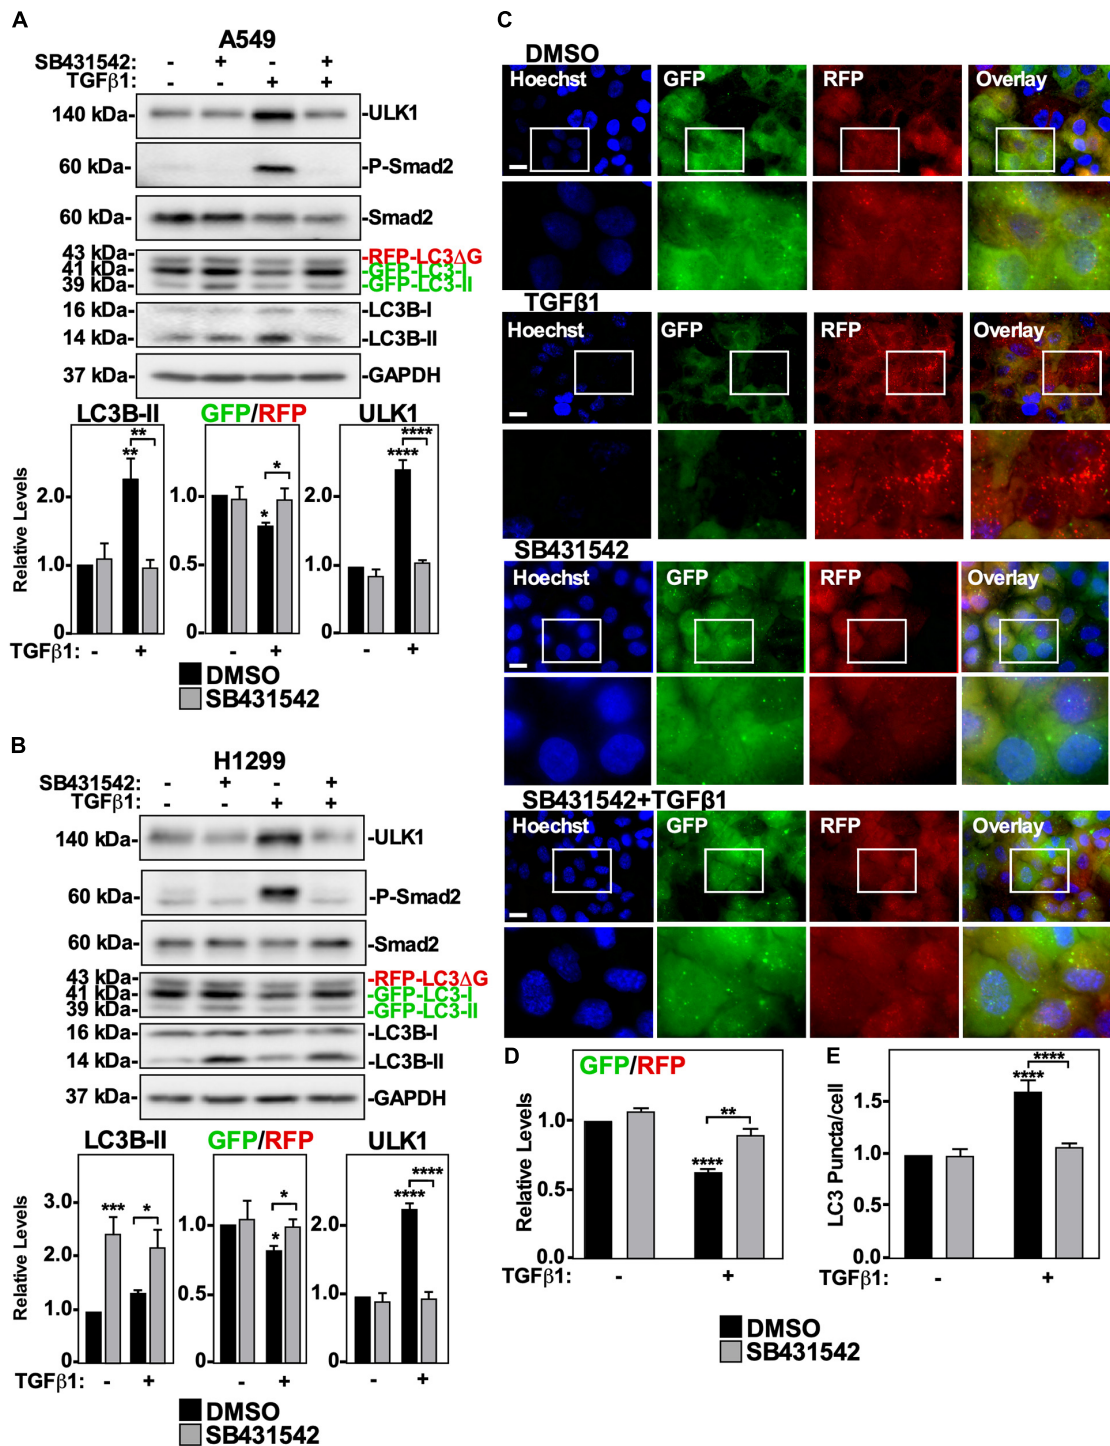 A
A549
SB431542: - + - +
TGFβ1: - - + +
140 kDa- -ULK1
60 kDa- -P-Smad2
60 kDa- -Smad2
43 kDa- -RFP-LC3ΔG
41 kDa- -GFP-LC3-I
39 kDa- -GFP-LC3-II
16 kDa- -LC3B-I
14 kDa- -LC3B-II
37 kDa- -GAPDH
LC3B-II GFP/RFP ULK1
Relative Levels
2.0
1.0
0
** **
1.0
0.5
0
* *
2.0
1.0
0
**** ****
TGFβ1: - + - + - +
DMSO
SB431542
B
H1299
SB431542: - + - +
TGFβ1: - - + +
140 kDa- -ULK1
60 kDa- -P-Smad2
60 kDa- -Smad2
43 kDa- -RFP-LC3ΔG
41 kDa- -GFP-LC3-I
39 kDa- -GFP-LC3-II
16 kDa- -LC3B-I
14 kDa- -LC3B-II
37 kDa- -GAPDH
LC3B-II GFP/RFP ULK1
Relative Levels
3.0
2.0
1.0
0
*** *
1.0
0.5
0
* *
2.0
1.0
0
**** ****
TGFβ1: - + - + - +
DMSO
SB431542
C
DMSO
Hoechst GFP RFP Overlay
TGFβ1
Hoechst GFP RFP Overlay
SB431542
Hoechst GFP RFP Overlay
SB431542+TGFβ1
Hoechst GFP RFP Overlay
D
GFP/RFP
Relative Levels
1.0
0.5
0.0
**** **
TGFβ1: - +
E
LC3 Puncta/cell
1.5
1.0
0.5
0.0
**** ****
TGFβ1: - +
DMSO
SB431542